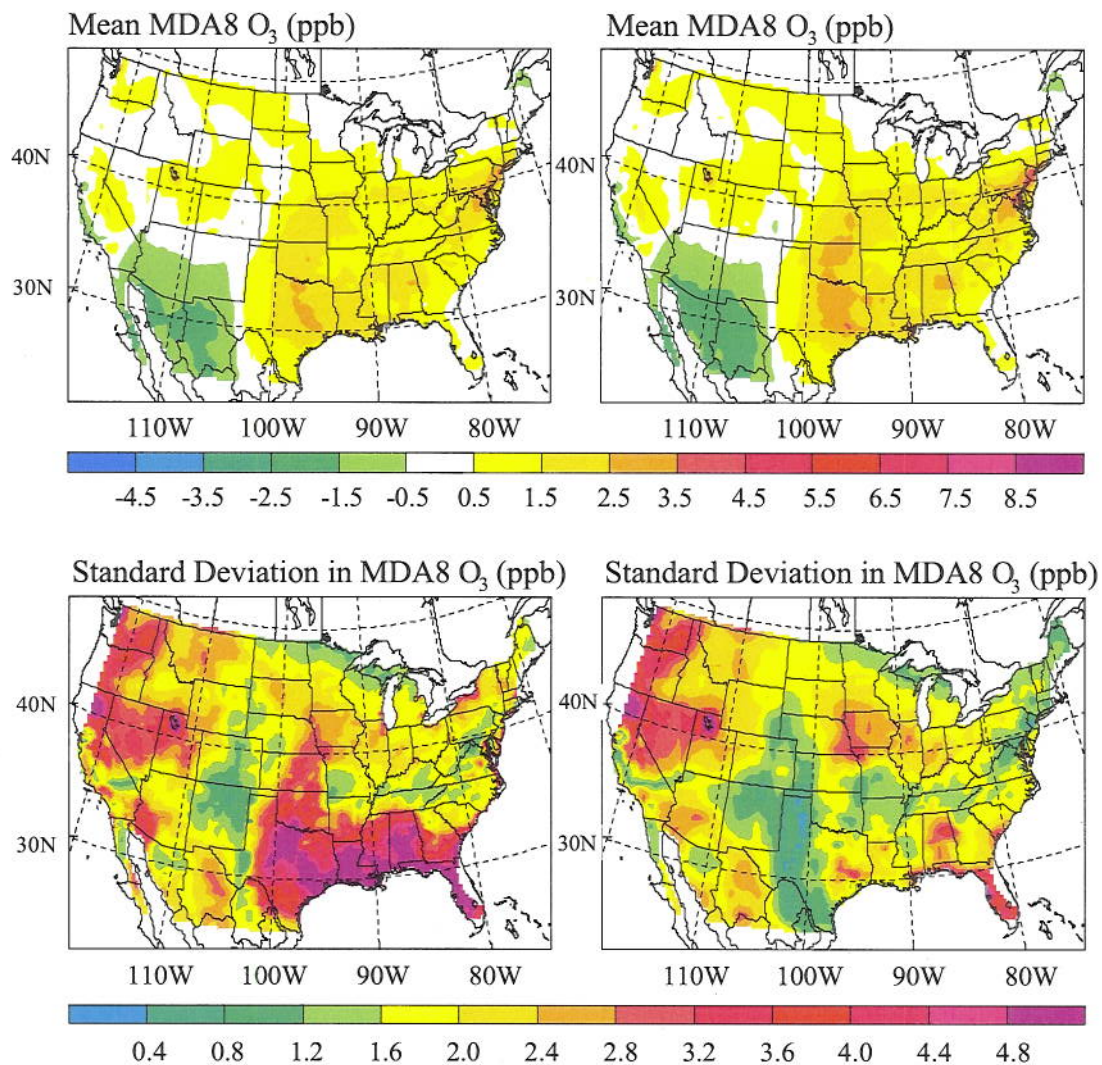 Mean MDA8 O₃ (ppb) Mean MDA8 O₃ (ppb)
40N 40N
30N 30N
110W 100W 90W 80W 110W 100W 90W 80W
-4.5 -3.5 -2.5 -1.5 -0.5 0.5 1.5 2.5 3.5 4.5 5.5 6.5 7.5 8.5
Standard Deviation in MDA8 O₃ (ppb) Standard Deviation in MDA8 O₃ (ppb)
40N 40N
30N 30N
110W 100W 90W 80W 110W 100W 90W 80W
0.4 0.8 1.2 1.6 2.0 2.4 2.8 3.2 3.6 4.0 4.4 4.8